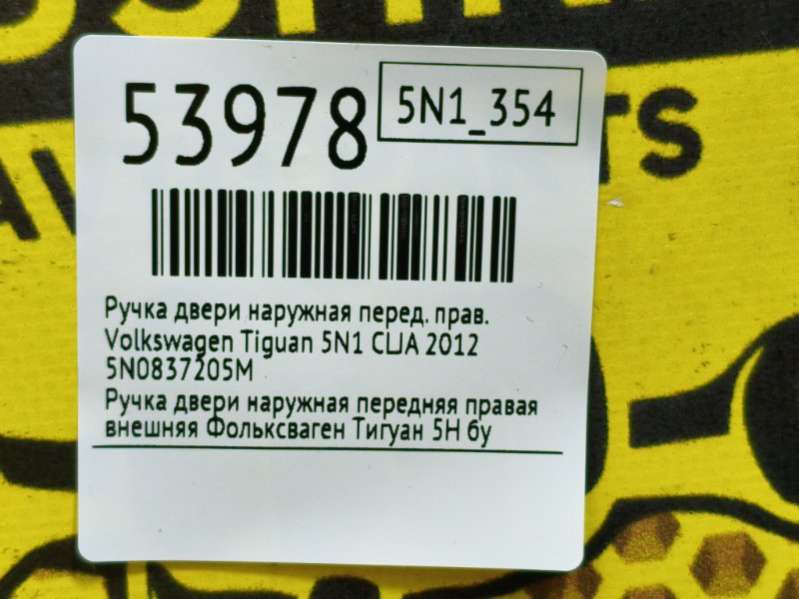 53978
5N1_354
Ручка двери наружная перед. прав.
Volkswagen Tiguan 5N1 CLJA 2012
5N0837205M
Ручка двери наружная передняя правая
внешняя Фольксваген Тигуан 5Н бу